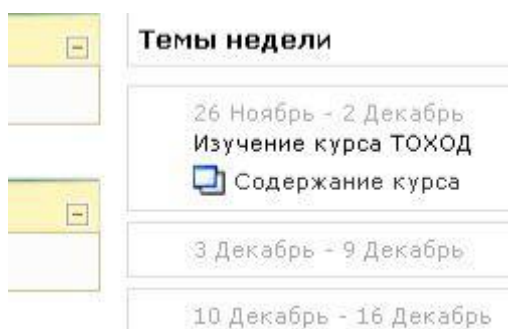 Темы недели
26 Ноябрь - 2 Декабрь
Изучение курса ТОХОД
Содержание курса
3 Декабрь - 9 Декабрь
10 Декабрь - 16 Декабрь